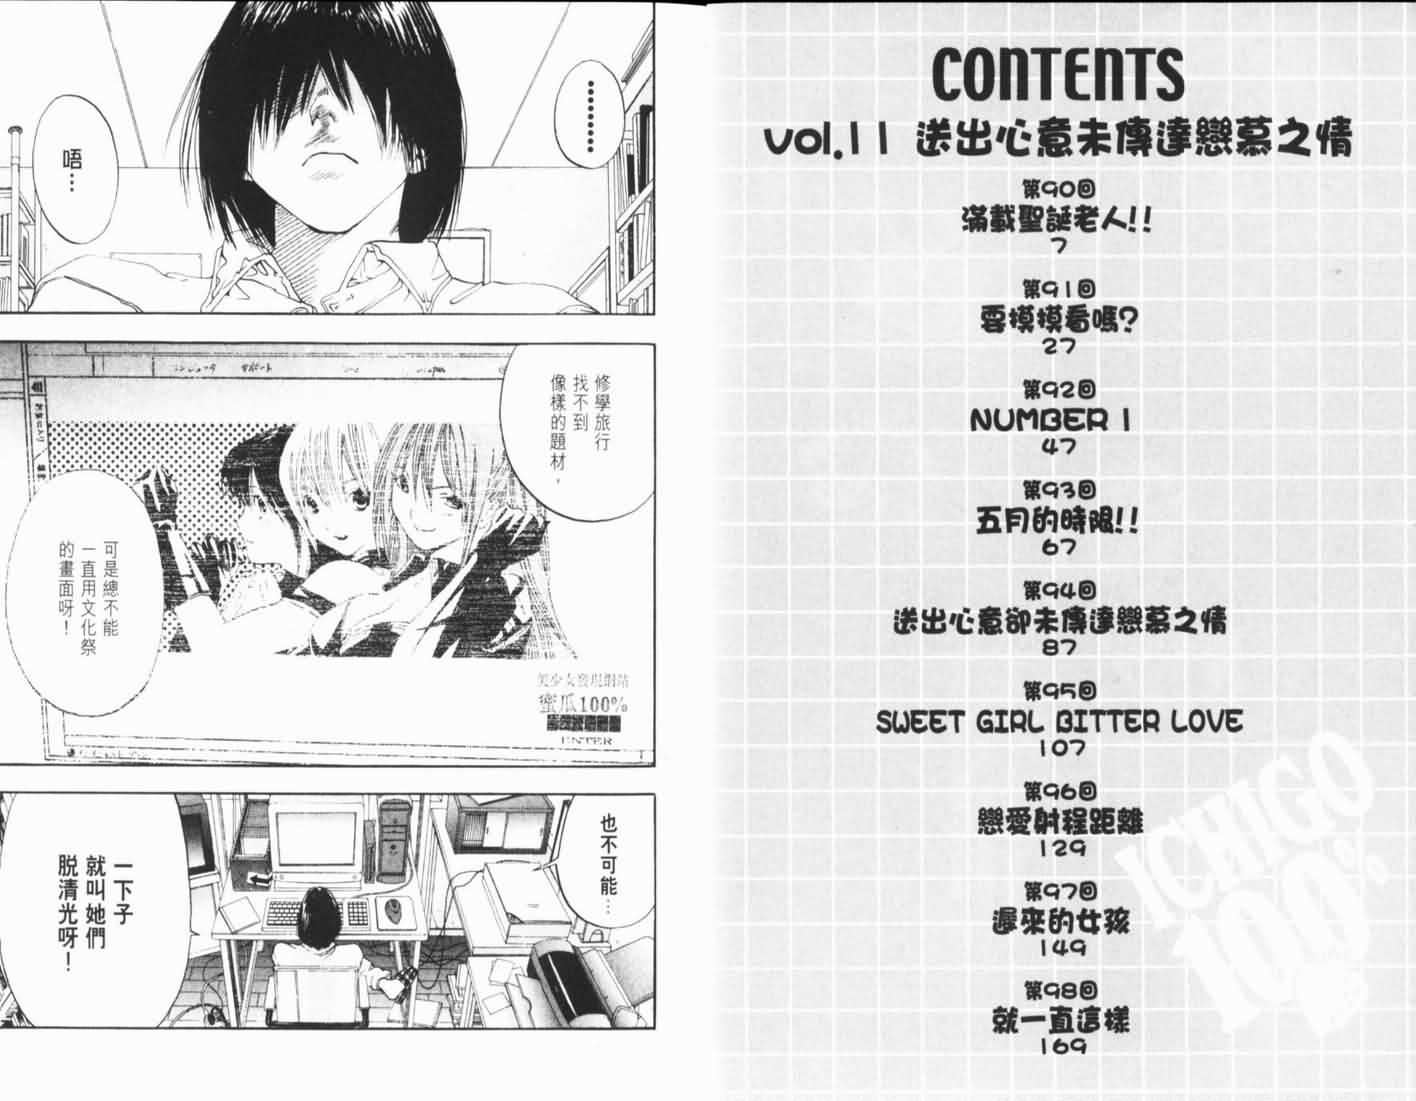 CONTENTS
vol.11 送出心意未傳達戀慕之情
第90回
滿載聖誕老人!!
7
第91回
要摸摸看嗎?
27
第92回
NUMBER 1
47
第93回
五月的時限!!
67
第94回
送出心意卻未傳達戀慕之情
87
第95回
SWEET GIRL BITTER LOVE
107
第96回
戀愛射程距離
129
第97回
遲來的女孩
149
第98回
就一直這樣
169
ICHIGO
100%
………
唔…
修學旅行
找不到
像樣的題材，
可是總不能
一直用文化祭
的畫面呀！
美少女發現網站
蜜瓜100%
ENTER
也不可能…
一下子
就叫她們
脫清光呀！